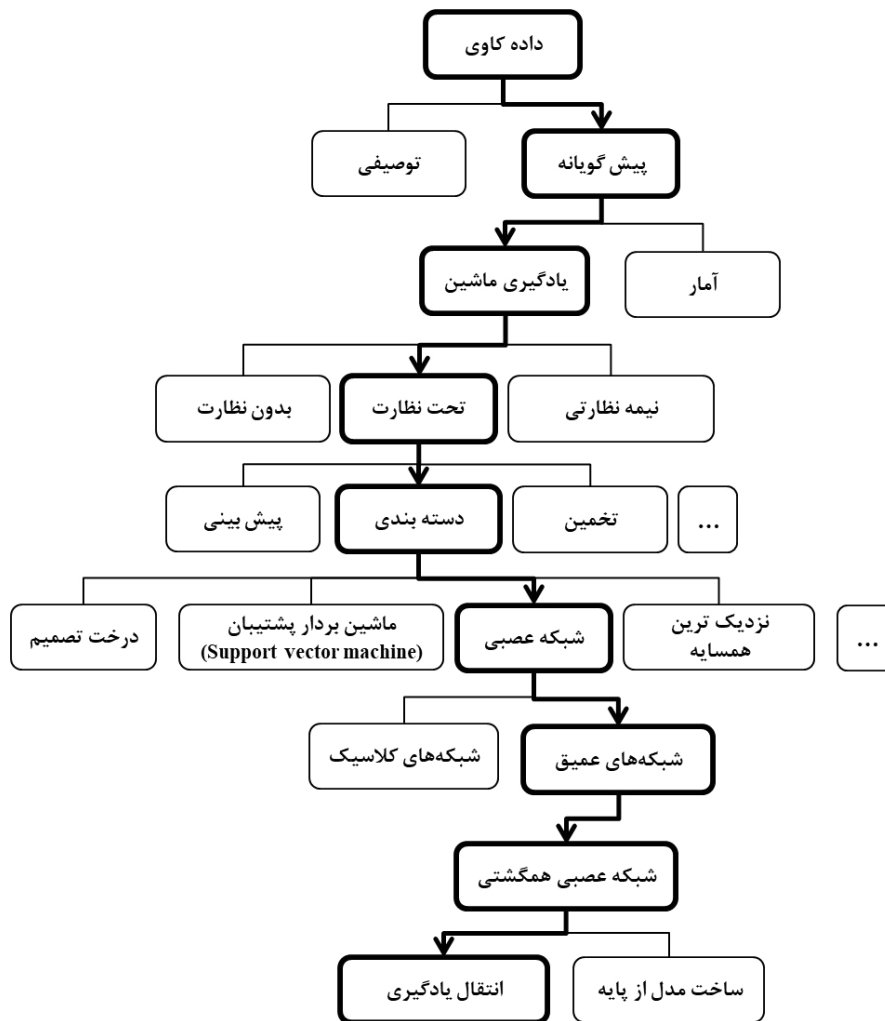 داده کاوی
پیش گویانه
توصیفی
آمار
یادگیری ماشین
نیمه نظارتی
تحت نظارت
بدون نظارت
...
تخمین
دسته بندی
پیش بینی
...
نزدیک ترین
همسایه
شبکه عصبی
ماشین بردار پشتیبان
(Support vector machine)
درخت تصمیم
شبکه‌های عمیق
شبکه‌های کلاسیک
شبکه عصبی همگشتی
ساخت مدل از پایه
انتقال یادگیری